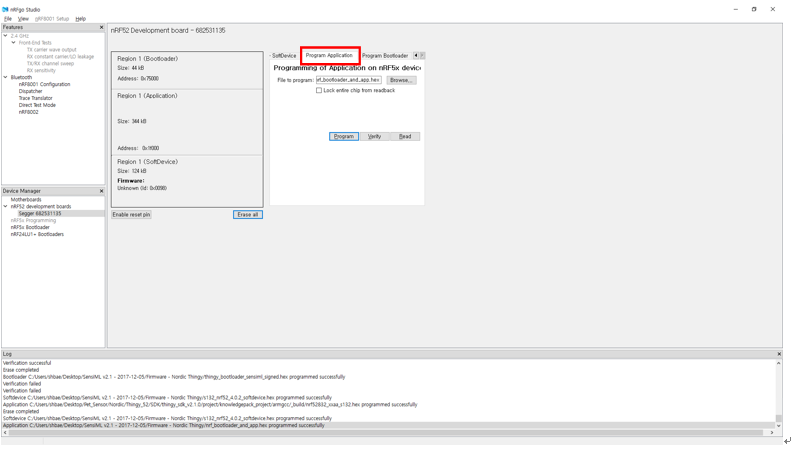 nRFgo Studio
File View nRF8001 Setup Help
Features
2.4 GHz
Front-End Tests
TX carrier wave output
RX constant carrier/LO leakage
TX/RX channel sweep
RX sensitivity
Bluetooth
nRF8001 Configuration
Dispatcher
Trace Translator
Direct Test Mode
nRF8002
Device Manager
Motherboards
nRF52 development boards
Segger 682531135
nRF5x Programming
nRF5x Bootloader
nRF24LU1+ Bootloaders
nRF52 Development board - 682531135
Region 1 (Bootloader)
Size: 44 kB
Address: 0x75000
Region 1 (Application)
Size: 344 kB
Address: 0x1f000
Region 1 (SoftDevice)
Size: 124 kB
Firmware:
Unknown (Id: 0x0098)
Enable reset pin
Erase all
SoftDevice Program Application Program Bootloader
Programming of Application on nRF5x devic
File to program: rf_bootloader_and_app.hex Browse...
Lock entire chip from readback
Program Verify Read
Log
Verification successful
Erase completed
Bootloader C:/Users/shbae/Desktop/SensiML v2.1 - 2017-12-05/Firmware - Nordic Thingy/thingy_bootloader_sensiml_signed.hex programmed successfully
Verification failed
Verification failed
Softdevice C:/Users/shbae/Desktop/SensiML v2.1 - 2017-12-05/Firmware - Nordic Thingy/s132_nrf52_4.0.2_softdevice.hex programmed successfully
Application C:/Users/shbae/Desktop/Pet_Sensor/Nordic/Thingy_52/SDK/thingy_sdk_v2.1.0/project/knowledgepack_project/armgcc/_build/nrf52832_xxaa_s132.hex programmed successfully
Erase completed
Softdevice C:/Users/shbae/Desktop/SensiML v2.1 - 2017-12-05/Firmware - Nordic Thingy/s132_nrf52_4.0.2_softdevice.hex programmed successfully
Application C:/Users/shbae/Desktop/SensiML v2.1 - 2017-12-05/Firmware - Nordic Thingy/nrf_bootloader_and_app.hex programmed successfully